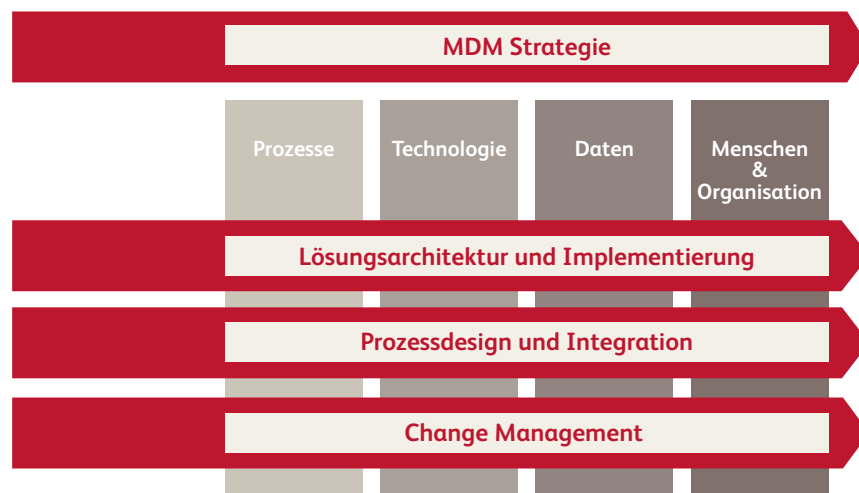 MDM Strategie
Prozesse
Technologie
Daten
Menschen
&
Organisation
Lösungsarchitektur und Implementierung
Prozessdesign und Integration
Change Management